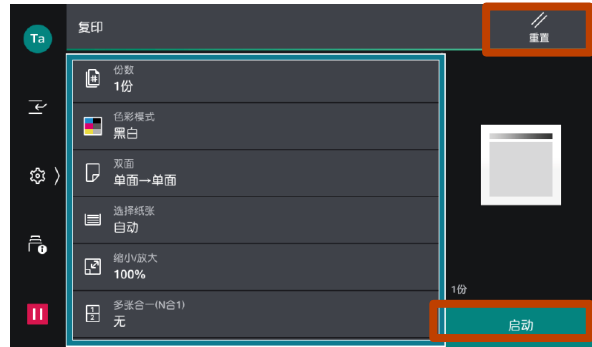 Ta
复印
重置
份数
1份
色彩模式
黑白
双面
单面→单面
选择纸张
自动
缩小/放大
100%
多张合一(N合1)
无
1份
启动